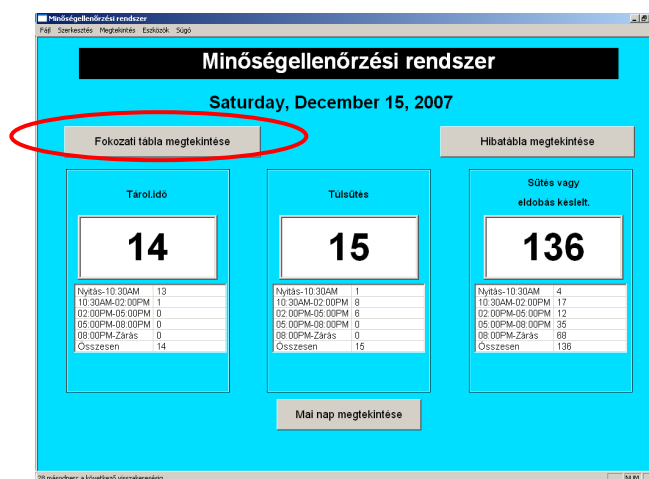 Minőségellenőrzési rendszer
Fájl Szerkesztés Megtekintés Eszközök Súgó
Minőségellenőrzési rendszer
Saturday, December 15, 2007
Fokozati tábla megtekintése
Hibatábla megtekintése
Tárol.idő
14
Nyitás-10:30AM 13
10:30AM-02:00PM 1
02:00PM-05:00PM 0
05:00PM-08:00PM 0
08:00PM-Zárás 0
Összesen 14
Túlsütés
15
Nyitás-10:30AM 1
10:30AM-02:00PM 8
02:00PM-05:00PM 6
05:00PM-08:00PM 0
08:00PM-Zárás 0
Összesen 15
Sütés vagy
eldobás késlelt.
136
Nyitás-10:30AM 4
10:30AM-02:00PM 17
02:00PM-05:00PM 12
05:00PM-08:00PM 35
08:00PM-Zárás 68
Összesen 136
Mai nap megtekintése
28 másodperc a következő visszakeresésig
NUM